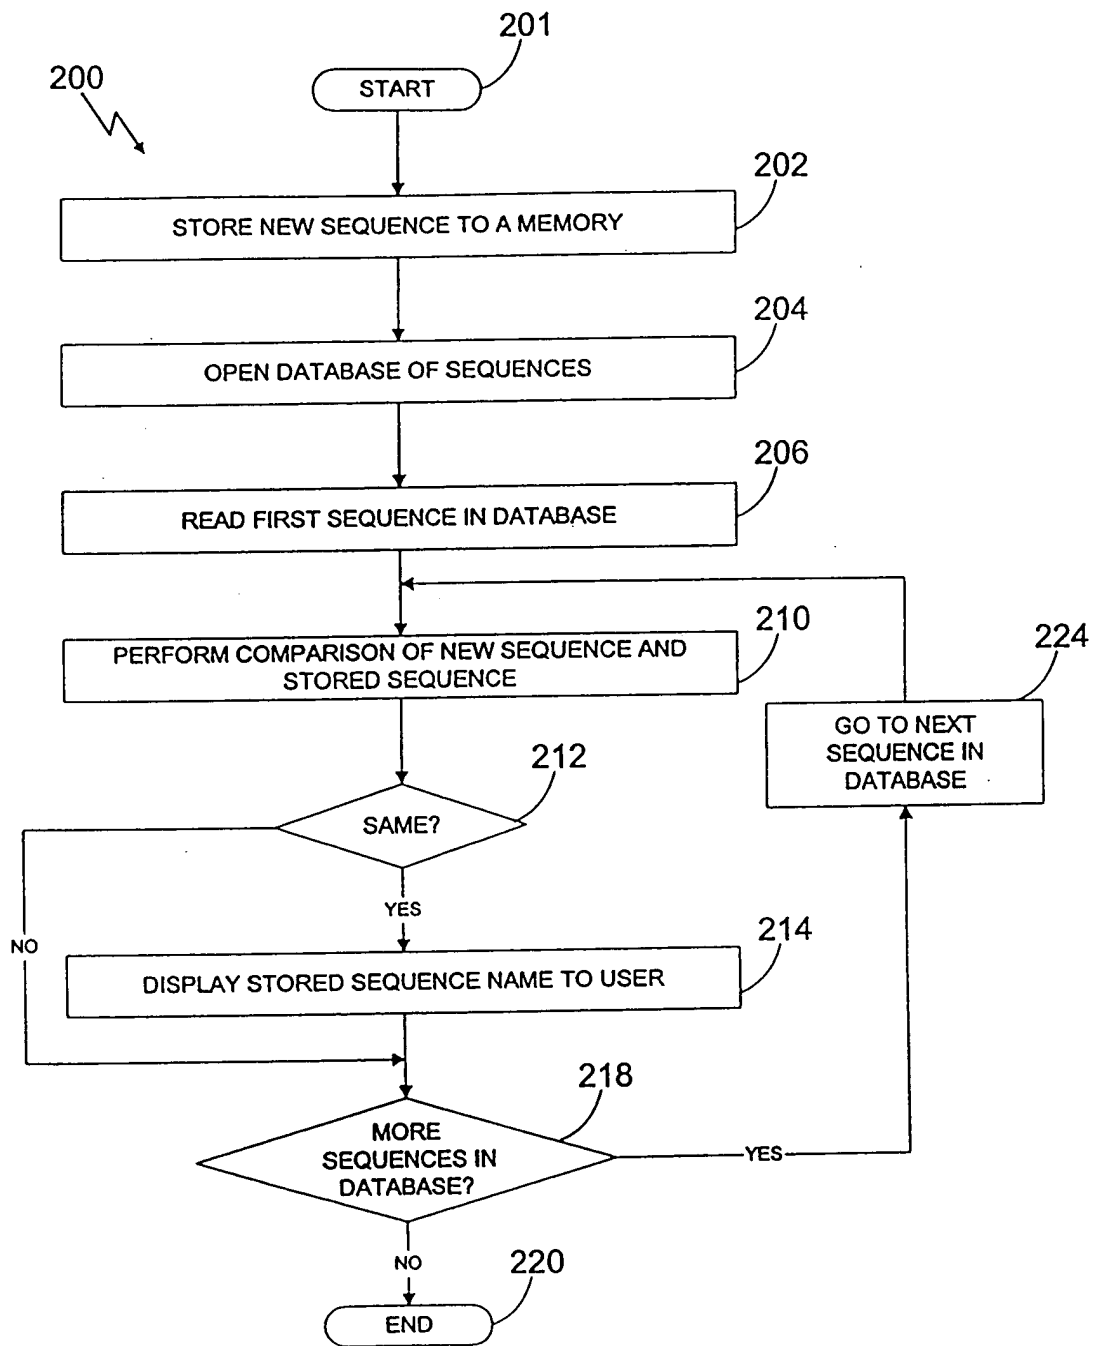 201
200
START
202
STORE NEW SEQUENCE TO A MEMORY
204
OPEN DATABASE OF SEQUENCES
206
READ FIRST SEQUENCE IN DATABASE
210
PERFORM COMPARISON OF NEW SEQUENCE AND
STORED SEQUENCE
224
GO TO NEXT
SEQUENCE IN
DATABASE
212
SAME?
YES
NO
214
DISPLAY STORED SEQUENCE NAME TO USER
218
MORE
SEQUENCES IN
DATABASE?
YES
NO
220
END